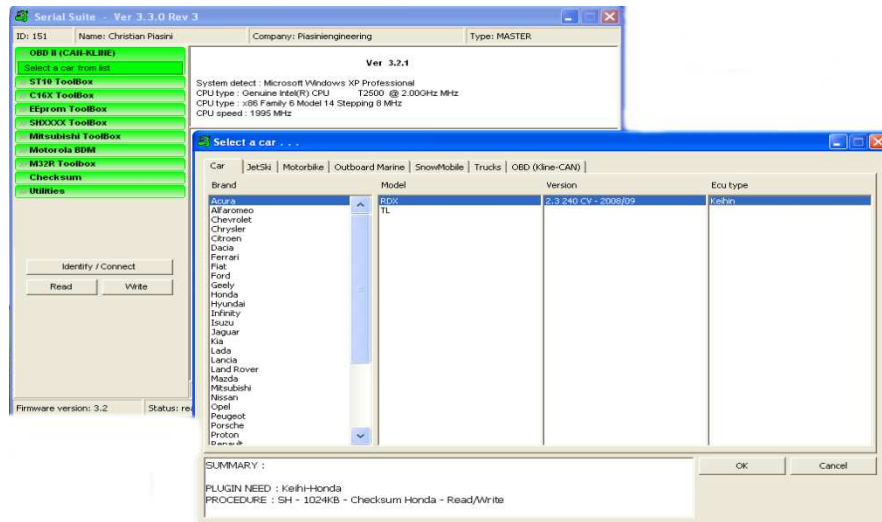 Serial Suite - Ver 3.3.0 Rev 3
ID: 151 Name: Christian Piasini Company: Piasiniengineering Type: MASTER
OBD II (CAN-KLINE)
Select a car from list
ST10 ToolBox
C16X ToolBox
EEprom ToolBox
SHXXXX ToolBox
Mitsubishi ToolBox
Motorola BDM
M32R Toolbox
Checksum
Utilities
Identify / Connect
Read Write
Firmware version: 3.2 Status:
Ver 3.2.1
System detect : Microsoft Windows XP Professional
CPU type : Genuine Intel(R) CPU T2500 @ 2.00GHz MHz
CPU type : x86 Family 6 Model 14 Stepping 8 MHz
CPU speed : 1995 MHz
Select a car . . .
Car JetSki Motorbike Outboard Marine SnowMobile Trucks OBD (Kline-CAN)
Brand Model Version Ecu type
Acura RDX 2.3 240 CV - 2008/09 Keihin
Alfaromeo TL
Chevrolet
Chrysler
Citroen
Dacia
Ferrari
Fiat
Ford
Geely
Honda
Hyundai
Infinity
Isuzu
Jaguar
Kia
Lada
Lancia
Land Rover
Mazda
Mitsubishi
Nissan
Opel
Peugeot
Porsche
Proton
Renault
SUMMARY :
PLUGIN NEED : Keihi-Honda
PROCEDURE : SH - 1024KB - Checksum Honda - Read/Write
OK Cancel